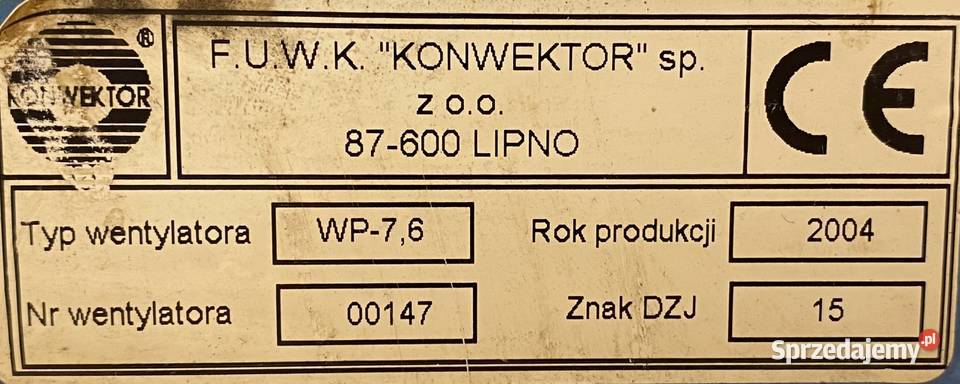 KONWEKTOR ®
F.U.W.K. "KONWEKTOR" sp.
z o.o.
87-600 LIPNO
CE
Typ wentylatora WP-7,6 Rok produkcji 2004
Nr wentylatora 00147 Znak DZJ 15
Sprzedajemy.pl